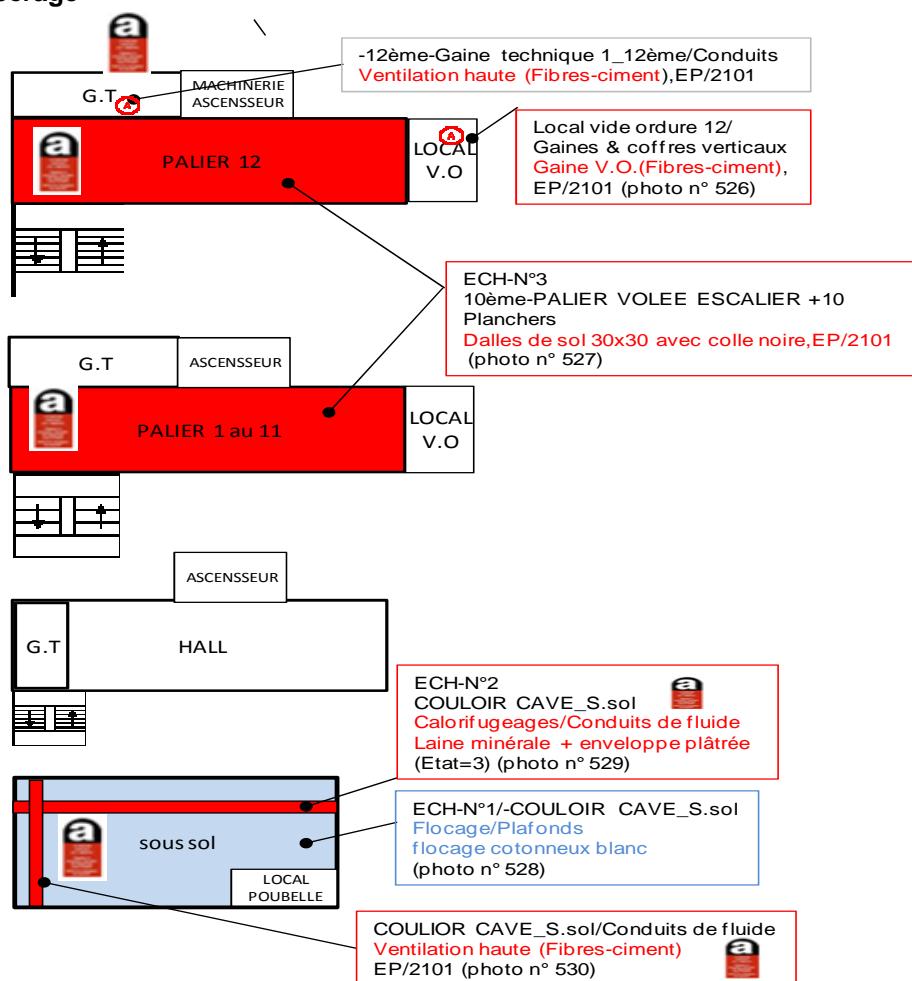 -12ème-Gaine technique 1_12ème/Conduits
Ventilation haute (Fibres-ciment),EP/2101
G.T
A
MACHINERIE
ASCENSSEUR
a
PALIER 12
A
LOCAL
V.O
Local vide ordure 12/
Gaines & coffres verticaux
Gaine V.O.(Fibres-ciment),
EP/2101 (photo n° 526)
ECH-N°3
10ème-PALIER VOLEE ESCALIER +10
Planchers
Dalles de sol 30x30 avec colle noire,EP/2101
(photo n° 527)
G.T
ASCENSSEUR
a
PALIER 1 au 11
LOCAL
V.O
ASCENSSEUR
G.T
HALL
ECH-N°2
COULOIR CAVE_S.sol
Calorifugeages/Conduits de fluide
Laine minérale + enveloppe plâtrée
(Etat=3) (photo n° 529)
a
ECH-N°1/-COULOIR CAVE_S.sol
Flocage/Plafonds
flocage cotonneux blanc
(photo n° 528)
a
sous sol
LOCAL
POUBELLE
COULIOR CAVE_S.sol/Conduits de fluide
Ventilation haute (Fibres-ciment)
EP/2101 (photo n° 530)
a